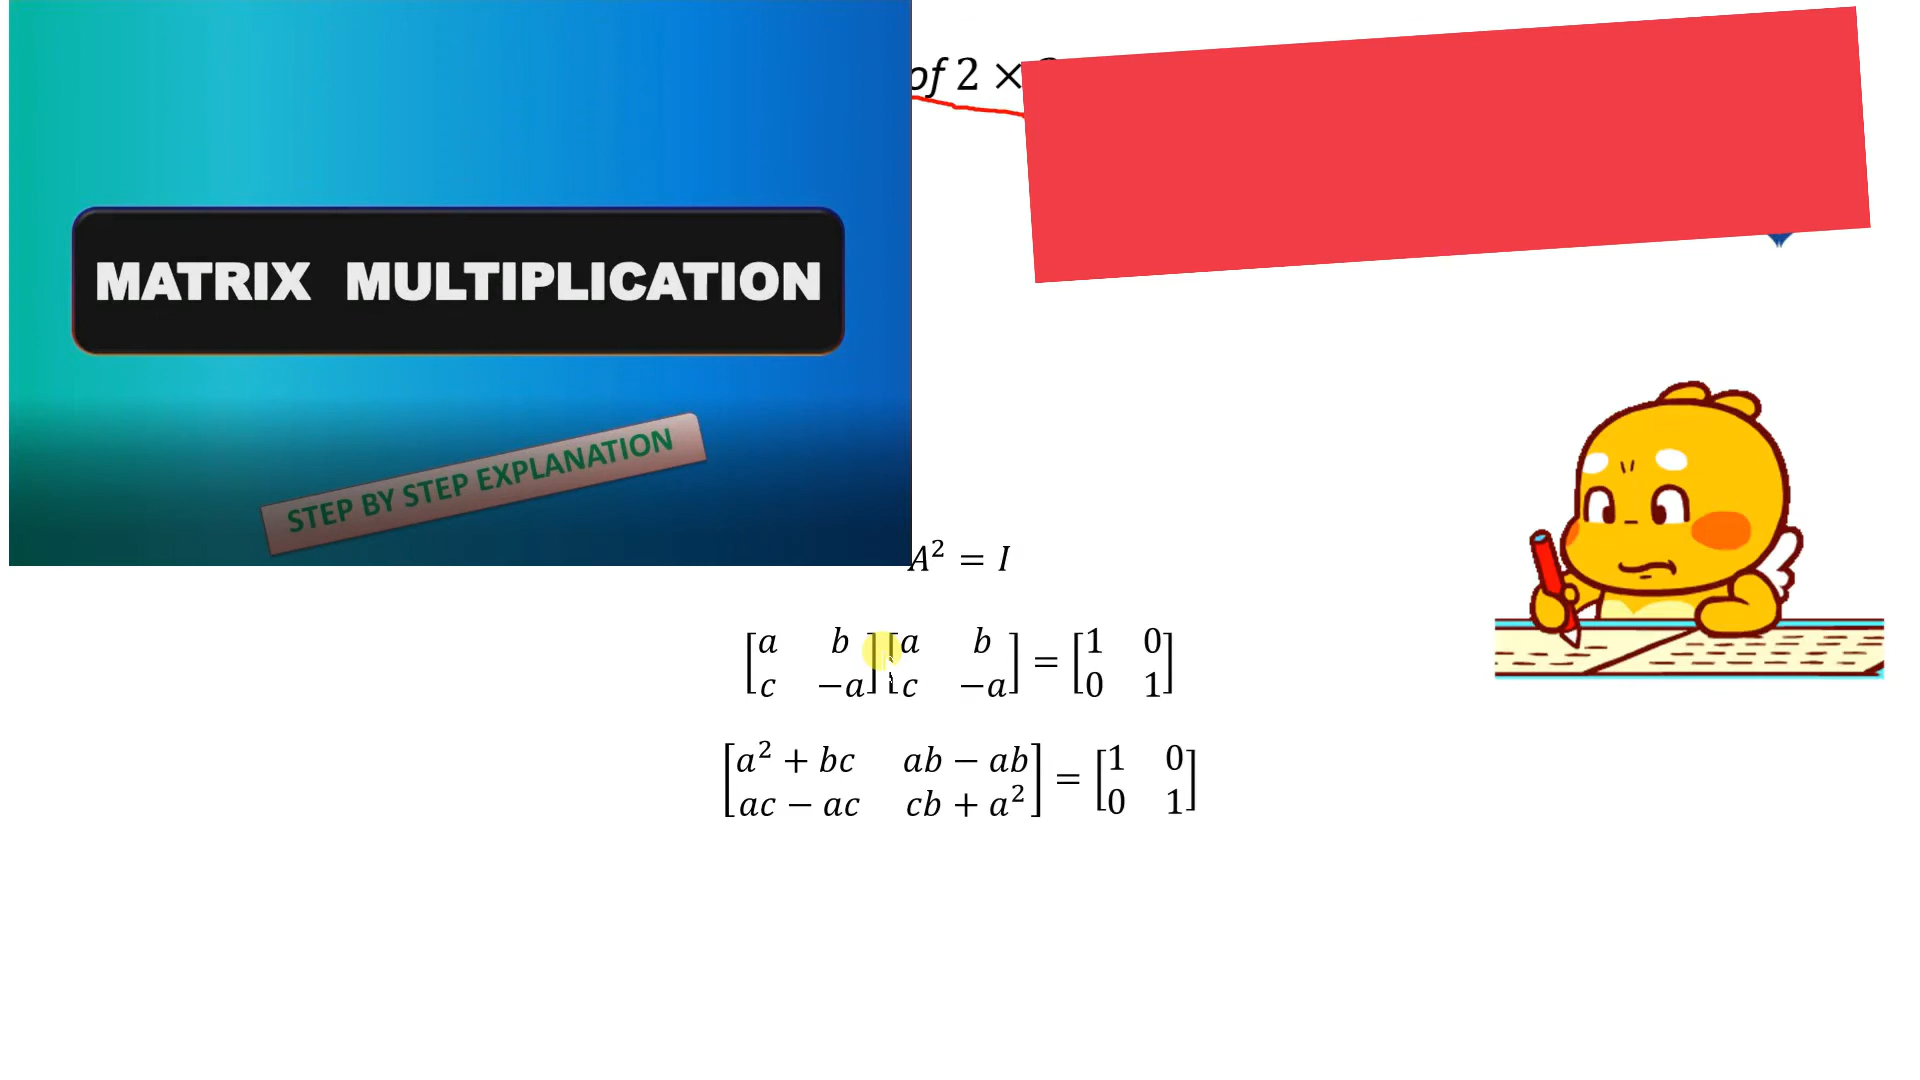 of 2 ×
MATRIX MULTIPLICATION
STEP BY STEP EXPLANATION
A² = I
[a b; c −a][a b; c −a] = [1 0; 0 1]
[a² + bc ab − ab; ac − ac cb + a²] = [1 0; 0 1]